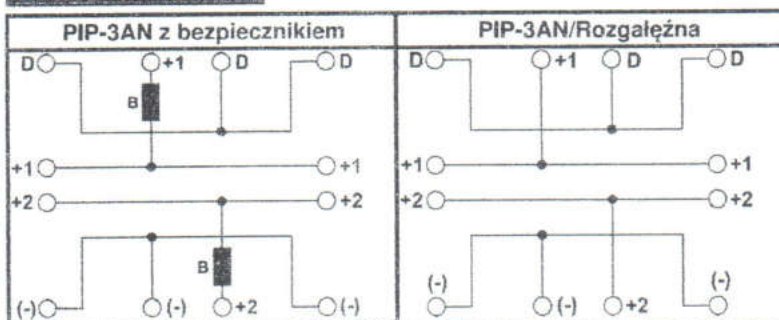 PIP-3AN z bezpiecznikiem PIP-3AN/Rozgałęźna
D +1 D D D +1 D D
B
+1 +1 +1 +1
+2 +2 +2 +2
B
(-) (-) +2 (-) (-) (-) +2 (-)